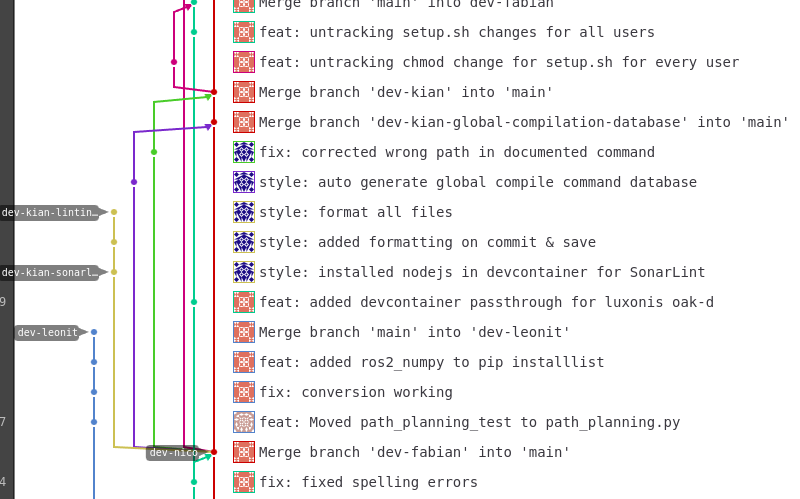 Merge branch 'main' into dev-fabian
feat: untracking setup.sh changes for all users
feat: untracking chmod change for setup.sh for every user
Merge branch 'dev-kian' into 'main'
Merge branch 'dev-kian-global-compilation-database' into 'main'
fix: corrected wrong path in documented command
style: auto generate global compile command database
dev-kian-lintin… style: format all files
style: added formatting on commit & save
dev-kian-sonarl… style: installed nodejs in devcontainer for SonarLint
9 feat: added devcontainer passthrough for luxonis oak-d
dev-leonit Merge branch 'main' into 'dev-leonit'
feat: added ros2_numpy to pip installlist
fix: conversion working
7 feat: Moved path_planning_test to path_planning.py
dev-nico Merge branch 'dev-fabian' into 'main'
4 fix: fixed spelling errors